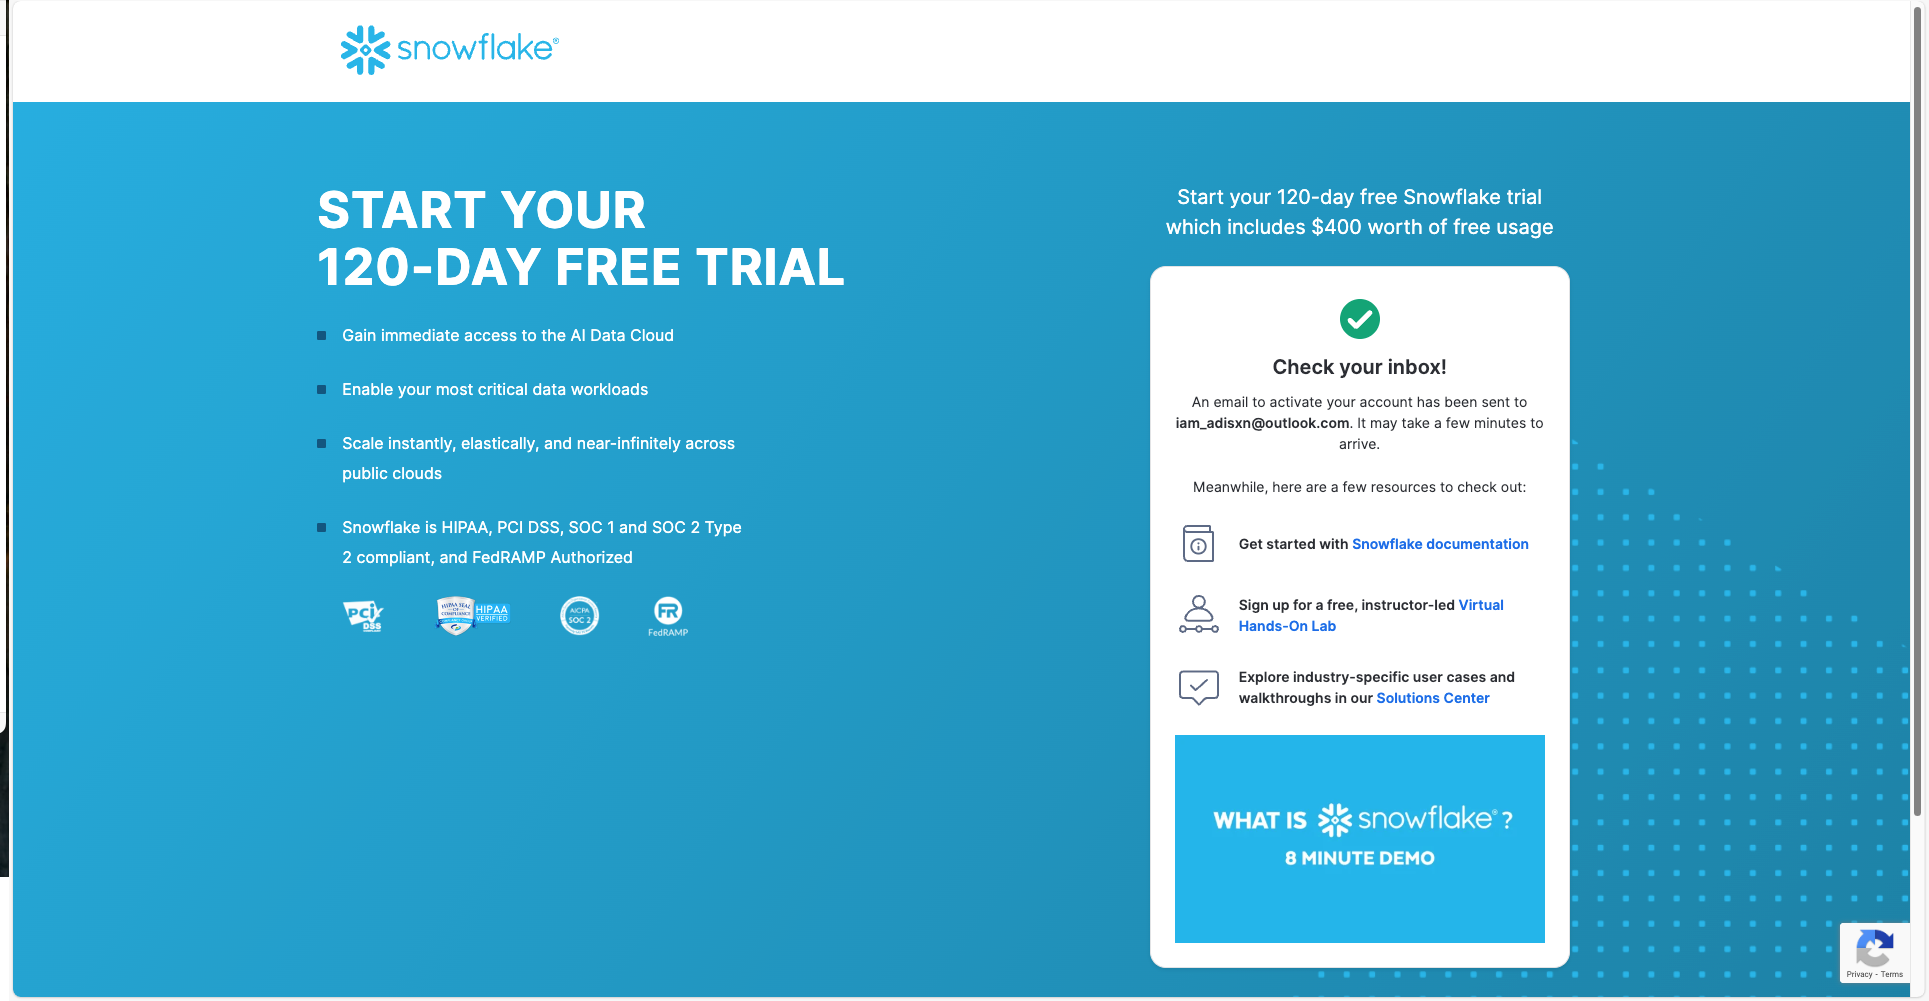 snowflake®
START YOUR
120-DAY FREE TRIAL
Gain immediate access to the AI Data Cloud
Enable your most critical data workloads
Scale instantly, elastically, and near-infinitely across
public clouds
Snowflake is HIPAA, PCI DSS, SOC 1 and SOC 2 Type
2 compliant, and FedRAMP Authorized
PCI
DSS
HIPAA SEAL
OF
COMPLIANCE
HIPAA
VERIFIED
AICPA
SOC 2
FR
FedRAMP
Start your 120-day free Snowflake trial
which includes $400 worth of free usage
Check your inbox!
An email to activate your account has been sent to
iam_adisxn@outlook.com. It may take a few minutes to
arrive.
Meanwhile, here are a few resources to check out:
Get started with Snowflake documentation
Sign up for a free, instructor-led Virtual
Hands-On Lab
Explore industry-specific user cases and
walkthroughs in our Solutions Center
WHAT IS snowflake® ?
8 MINUTE DEMO
Privacy - Terms